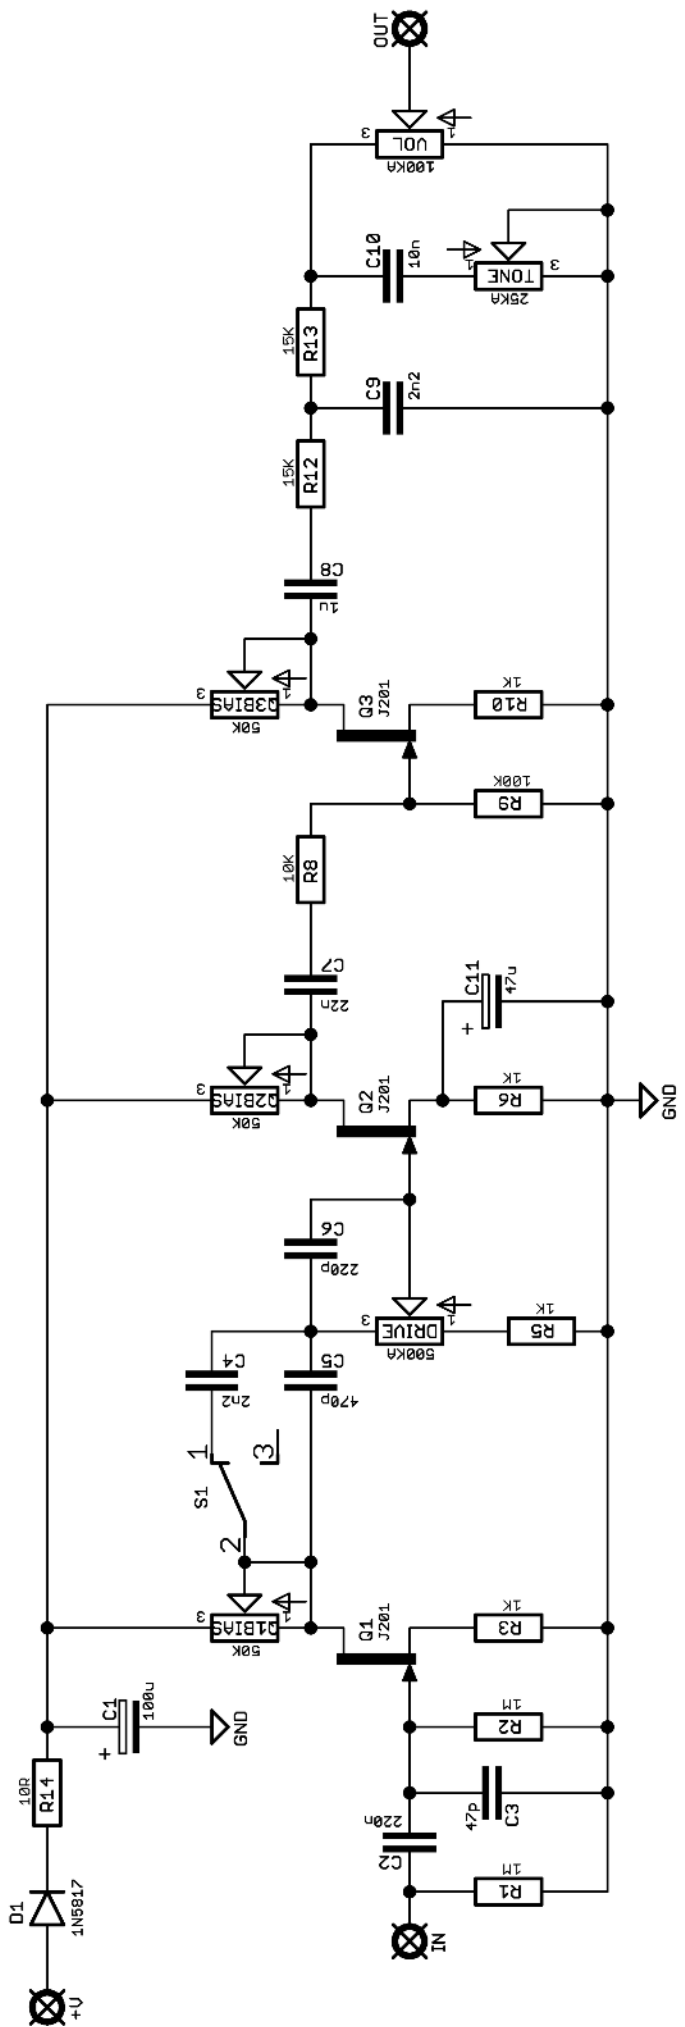 +V
D1
1N5817
R14
10R
C1
100u
+
GND
IN
R1
1M
C2
220n
C3
47p
R2
1M
Q1
J201
R3
1K
Q1BIAS
50K
3
1
S1
1
2
3
C4
2n2
C5
470p
C6
220p
DRIVE
500KA
3
1
R5
1K
Q2
J201
Q2BIAS
50K
3
1
R6
1K
C11
47u
+
GND
C7
22n
R8
10K
R9
100K
Q3
J201
Q3BIAS
50K
3
1
R10
1K
C8
1u
R12
15K
C9
2n2
R13
15K
C10
10n
TONE
25KA
1
3
VOL
100KA
3
1
OUT